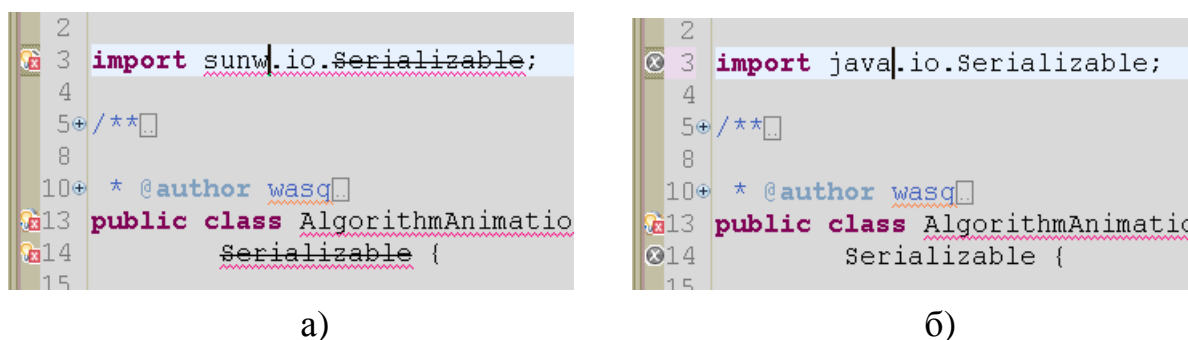 2
3 import sunw.io.Serializable;
4
5 /**
8
10 * @author wasq
13 public class AlgorithmAnimatio
14 Serializable {
15
а)
2
3 import java.io.Serializable;
4
5 /**
8
10 * @author wasq
13 public class AlgorithmAnimatic
14 Serializable {
15
б)